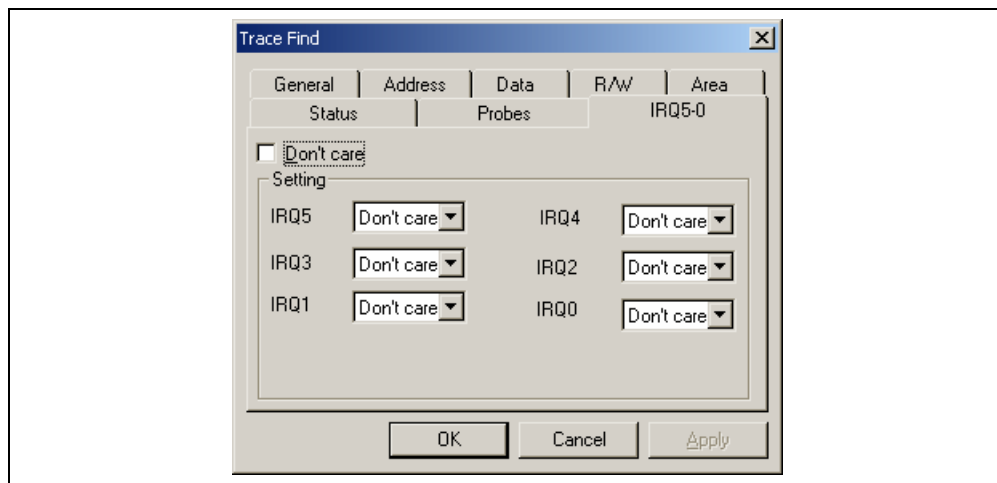 Trace Find
General Address Data R/W Area
Status Probes IRQ5-0
Don't care
Setting
IRQ5 Don't care IRQ4 Don't care
IRQ3 Don't care IRQ2 Don't care
IRQ1 Don't care IRQ0 Don't care
OK Cancel Apply